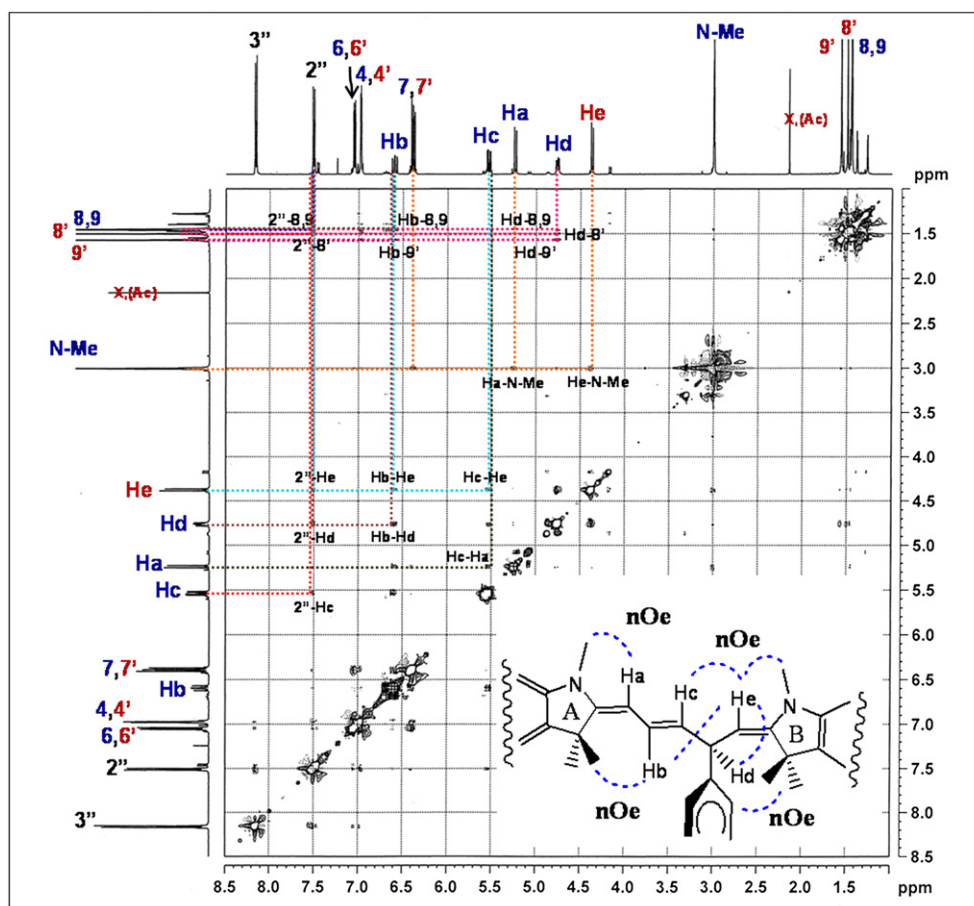 N-Me
8'
9' 8,9
3''
6,6'
2''
4,4'
7,7'
X,(Ac)
Ha
He
Hc
Hb
Hd
ppm
ppm
8,9
8'
9'
X,(Ac)
N-Me
He
Hd
Ha
Hc
7,7'
Hb
4,4'
6,6'
2''
3''
2''-8,9 Hb-8,9 Hd-8,9
Hd-8'
2''-8' Hb-9' Hd-9'
Ha-N-Me He-N-Me
2''-He Hb-He Hc-He
2''-Hd Hb-Hd
Hc-Ha
2''-Hc
1.5
2.0
2.5
3.0
3.5
4.0
4.5
5.0
5.5
6.0
6.5
7.0
7.5
8.0
8.5
nOe
nOe
Ha
N
A
Hc
He
N
B
Hb
Hd
nOe
nOe
8.5 8.0 7.5 7.0 6.5 6.0 5.5 5.0 4.5 4.0 3.5 3.0 2.5 2.0 1.5 1.0 ppm